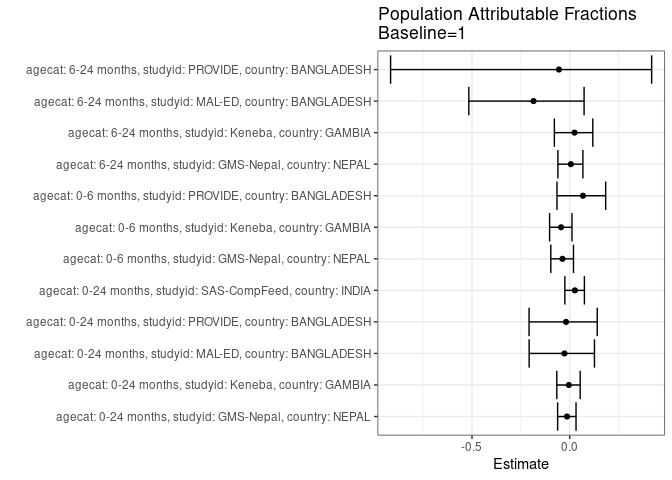 Population Attributable Fractions
Baseline=1
agecat: 6-24 months, studyid: PROVIDE, country: BANGLADESH
agecat: 6-24 months, studyid: MAL-ED, country: BANGLADESH
agecat: 6-24 months, studyid: Keneba, country: GAMBIA
agecat: 6-24 months, studyid: GMS-Nepal, country: NEPAL
agecat: 0-6 months, studyid: PROVIDE, country: BANGLADESH
agecat: 0-6 months, studyid: Keneba, country: GAMBIA
agecat: 0-6 months, studyid: GMS-Nepal, country: NEPAL
agecat: 0-24 months, studyid: SAS-CompFeed, country: INDIA
agecat: 0-24 months, studyid: PROVIDE, country: BANGLADESH
agecat: 0-24 months, studyid: MAL-ED, country: BANGLADESH
agecat: 0-24 months, studyid: Keneba, country: GAMBIA
agecat: 0-24 months, studyid: GMS-Nepal, country: NEPAL
-0.5 0.0
Estimate